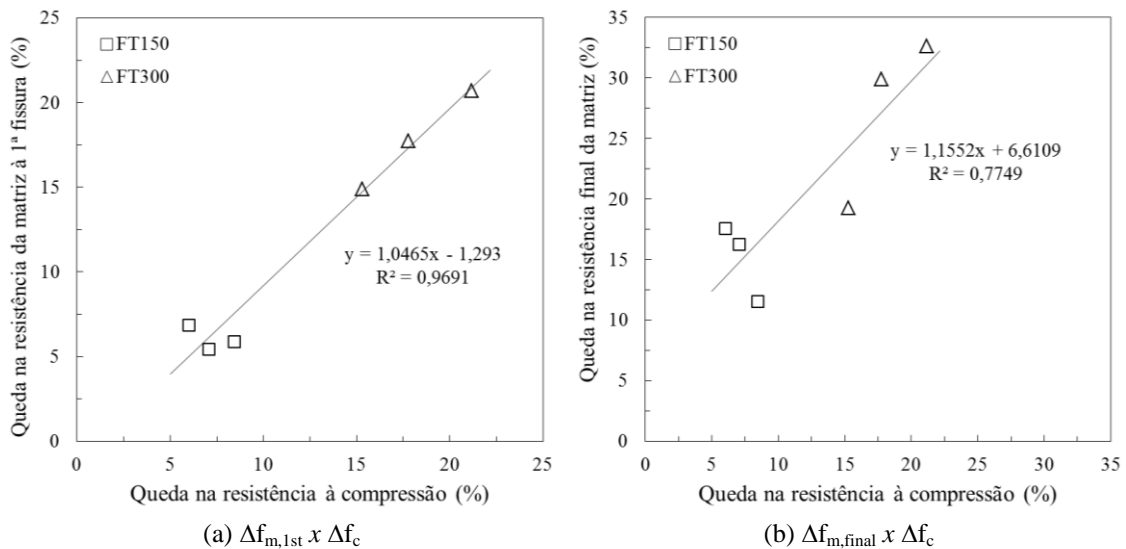 Queda na resistência da matriz à 1ª fissura (%)
25
20
15
10
5
0
□FT150
△FT300
y = 1,0465x - 1,293
R² = 0,9691
0 5 10 15 20 25
Queda na resistência à compressão (%)
(a) Δfm,1st x Δfc
Queda na resistência final da matriz (%)
35
30
25
20
15
10
5
0
□FT150
△FT300
y = 1,1552x + 6,6109
R² = 0,7749
0 5 10 15 20 25 30 35
Queda na resistência à compressão (%)
(b) Δfm,final x Δfc